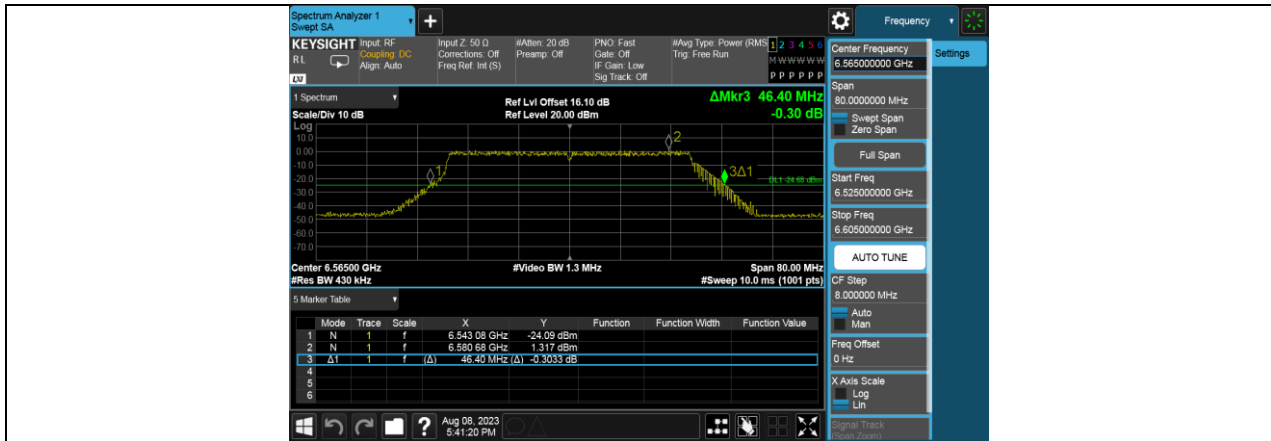 Spectrum Analyzer 1
Swept SA
+
Frequency
KEYSIGHT
RL
LXI
Input: RF
Coupling: DC
Align: Auto
Input Z: 50 Ω
Corrections: Off
Freq Ref: Int (S)
#Atten: 20 dB
Preamp: Off
PNO: Fast
Gate: Off
IF Gain: Low
Sig Track: Off
#Avg Type: Power (RMS
Trig: Free Run
1 2 3 4 5 6
M W W W W W
P P P P P P
1 Spectrum
Scale/Div 10 dB
Ref Lvl Offset 16.10 dB
Ref Level 20.00 dBm
ΔMkr3 46.40 MHz
-0.30 dB
Log
10.0
0.00
-10.0
-20.0
-30.0
-40.0
-50.0
-60.0
-70.0
1
2
3Δ1
DL1 -24.68 dBm
Center 6.56500 GHz
#Res BW 430 kHz
#Video BW 1.3 MHz
Span 80.00 MHz
#Sweep 10.0 ms (1001 pts)
5 Marker Table
Mode Trace Scale X Y Function Function Width Function Value
1 N 1 f 6.543 08 GHz -24.09 dBm
2 N 1 f 6.580 68 GHz 1.317 dBm
3 Δ1 1 f (Δ) 46.40 MHz (Δ) -0.3033 dB
4
5
6
?
Aug 08, 2023
5:41:20 PM
Center Frequency
6.565000000 GHz
Settings
Span
80.0000000 MHz
Swept Span
Zero Span
Full Span
Start Freq
6.525000000 GHz
Stop Freq
6.605000000 GHz
AUTO TUNE
CF Step
8.000000 MHz
Auto
Man
Freq Offset
0 Hz
X Axis Scale
Log
Lin
Signal Track
(Span Zoom)